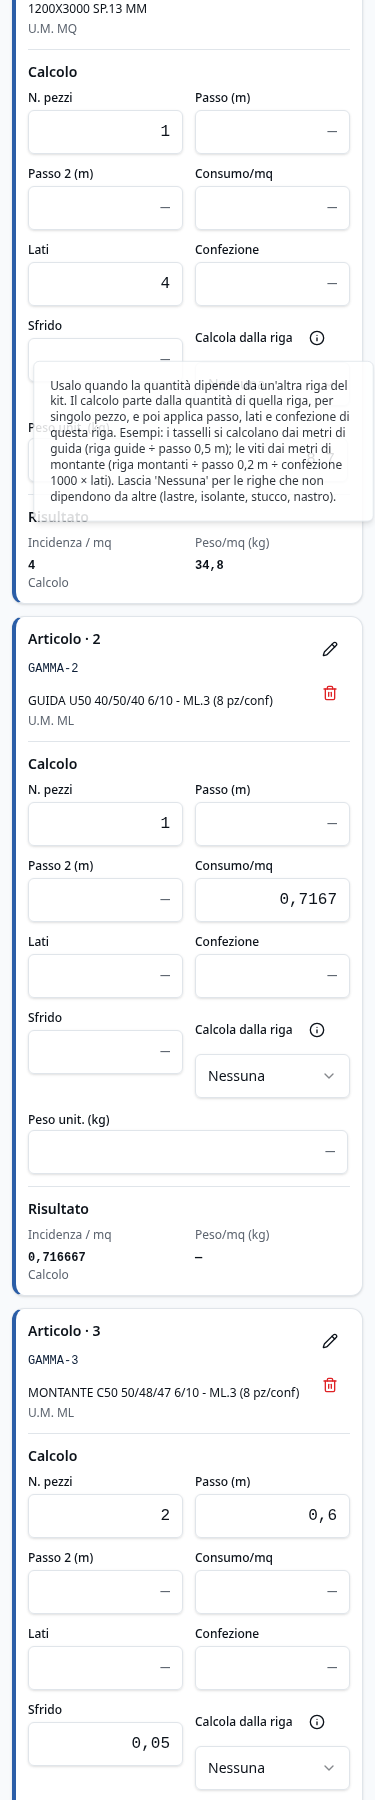 1200X3000 SP.13 MM
U.M. MQ
Calcolo
N. pezzi
Passo (m)
1
—
Passo 2 (m)
Consumo/mq
—
—
Lati
Confezione
4
—
Sfrido
Calcola dalla riga
—
Usalo quando la quantità dipende da un'altra riga del
kit. Il calcolo parte dalla quantità di quella riga, per
singolo pezzo, e poi applica passo, lati e confezione di
questa riga. Esempi: i tasselli si calcolano dai metri di
guida (riga guide ÷ passo 0,5 m); le viti dai metri di
montante (riga montanti ÷ passo 0,2 m ÷ confezione
1000 × lati). Lascia 'Nessuna' per le righe che non
dipendono da altre (lastre, isolante, stucco, nastro).
Peso unit. (kg)
Risultato
Incidenza / mq
Peso/mq (kg)
4
34,8
Calcolo
Articolo · 2
GAMMA-2
GUIDA U50 40/50/40 6/10 - ML.3 (8 pz/conf)
U.M. ML
Calcolo
N. pezzi
Passo (m)
1
—
Passo 2 (m)
Consumo/mq
—
0,7167
Lati
Confezione
—
—
Sfrido
Calcola dalla riga
—
Nessuna
Peso unit. (kg)
—
Risultato
Incidenza / mq
Peso/mq (kg)
0,716667
—
Calcolo
Articolo · 3
GAMMA-3
MONTANTE C50 50/48/47 6/10 - ML.3 (8 pz/conf)
U.M. ML
Calcolo
N. pezzi
Passo (m)
2
0,6
Passo 2 (m)
Consumo/mq
—
—
Lati
Confezione
—
—
Sfrido
Calcola dalla riga
0,05
Nessuna